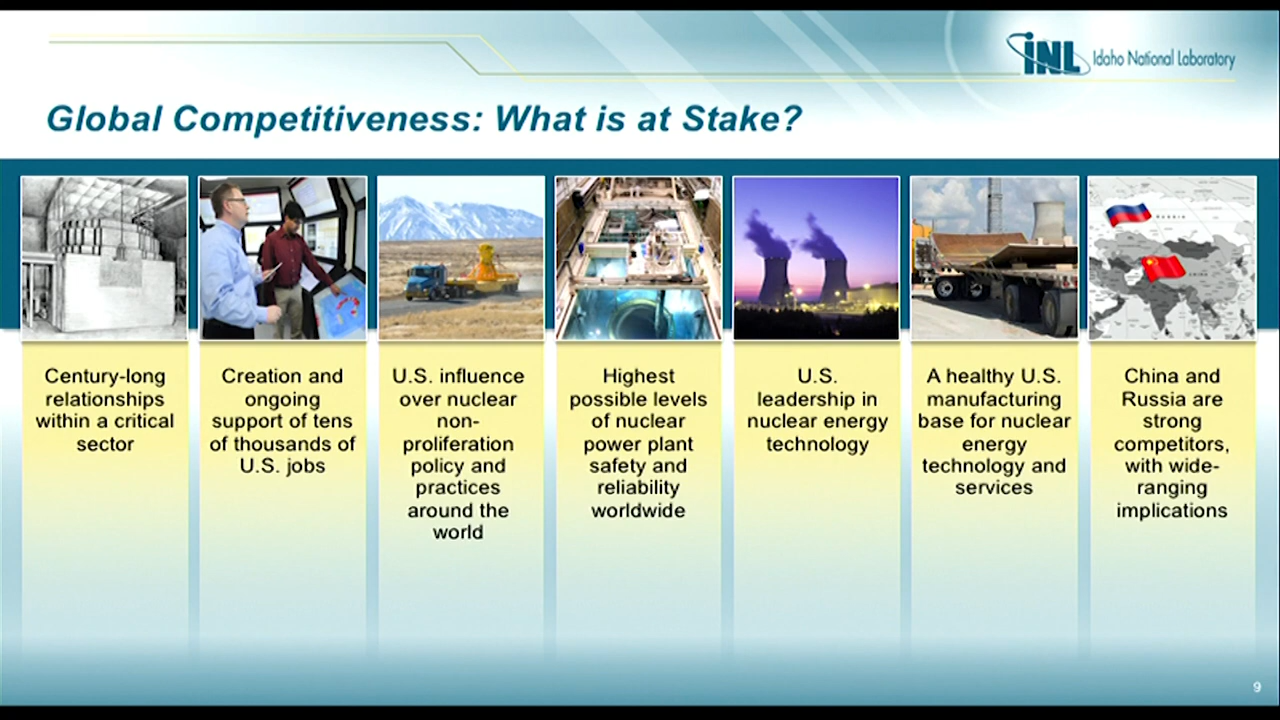 INL Idaho National Laboratory
Global Competitiveness: What is at Stake?
Century-long
relationships
within a critical
sector
Creation and
ongoing
support of tens
of thousands of
U.S. jobs
U.S. influence
over nuclear
non-
proliferation
policy and
practices
around the
world
Highest
possible levels
of nuclear
power plant
safety and
reliability
worldwide
U.S.
leadership in
nuclear energy
technology
A healthy U.S.
manufacturing
base for nuclear
energy
technology and
services
RUSSIA
CHINA
China and
Russia are
strong
competitors,
with wide-
ranging
implications
9